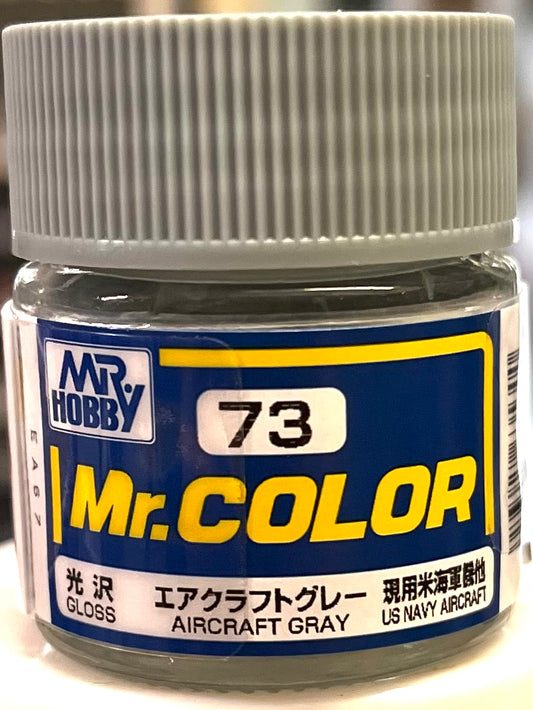 MR.
HOBBY
73
Mr.COLOR
光沢
GLOSS
エアクラフトグレー
AIRCRAFT GRAY
現用米海軍機他
US NAVY AIRCRAFT